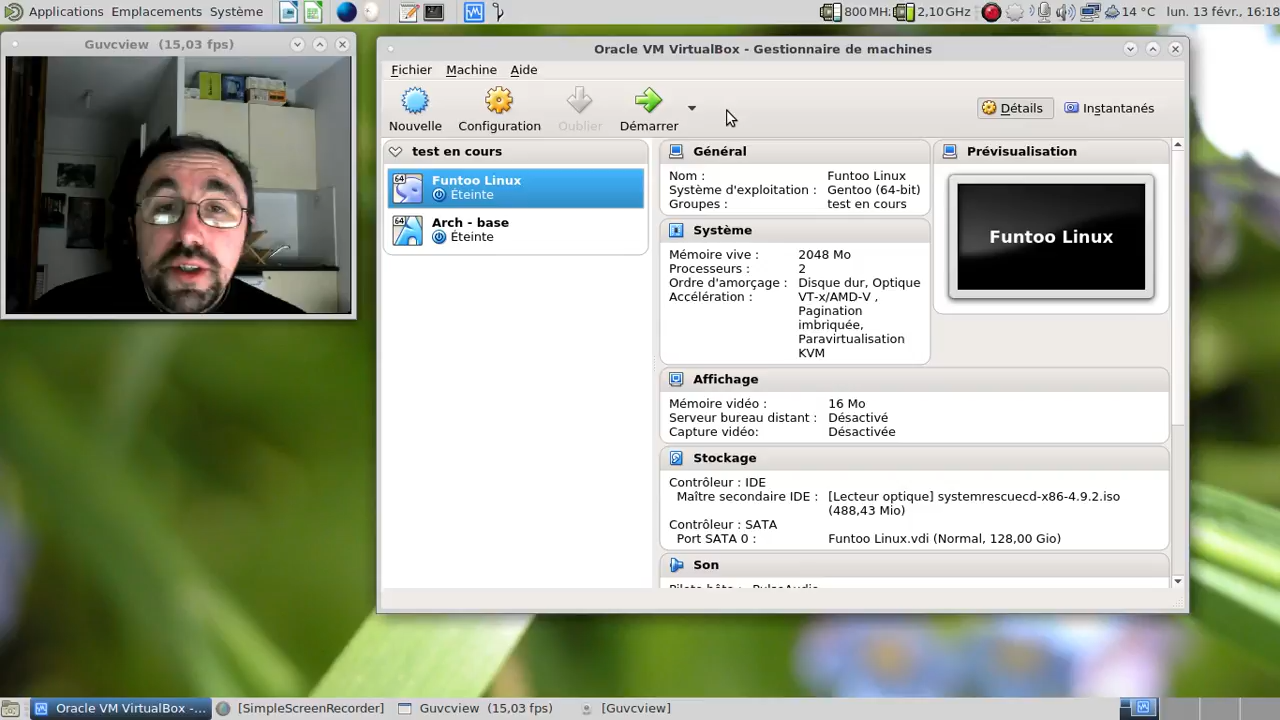 Applications Emplacements Système
800 MHz 2,10 GHz 14 °C lun. 13 févr., 16:18
Guvcview (15,03 fps)
Oracle VM VirtualBox - Gestionnaire de machines
Fichier Machine Aide
Nouvelle Configuration Oublier Démarrer
Détails Instantanés
test en cours
64 Funtoo Linux
Éteinte
64 Arch - base
Éteinte
Général
Nom : Funtoo Linux
Système d'exploitation : Gentoo (64-bit)
Groupes : test en cours
Prévisualisation
Funtoo Linux
Système
Mémoire vive : 2048 Mo
Processeurs : 2
Ordre d'amorçage : Disque dur, Optique
Accélération : VT-x/AMD-V ,
Pagination
imbriquée,
Paravirtualisation
KVM
Affichage
Mémoire vidéo : 16 Mo
Serveur bureau distant : Désactivé
Capture vidéo: Désactivée
Stockage
Contrôleur : IDE
Maître secondaire IDE : [Lecteur optique] systemrescuecd-x86-4.9.2.iso
(488,43 Mio)
Contrôleur : SATA
Port SATA 0 : Funtoo Linux.vdi (Normal, 128,00 Gio)
Son
Pilote hôte : PulseAudio
Oracle VM VirtualBox -... [SimpleScreenRecorder] Guvcview (15,03 fps) [Guvcview]